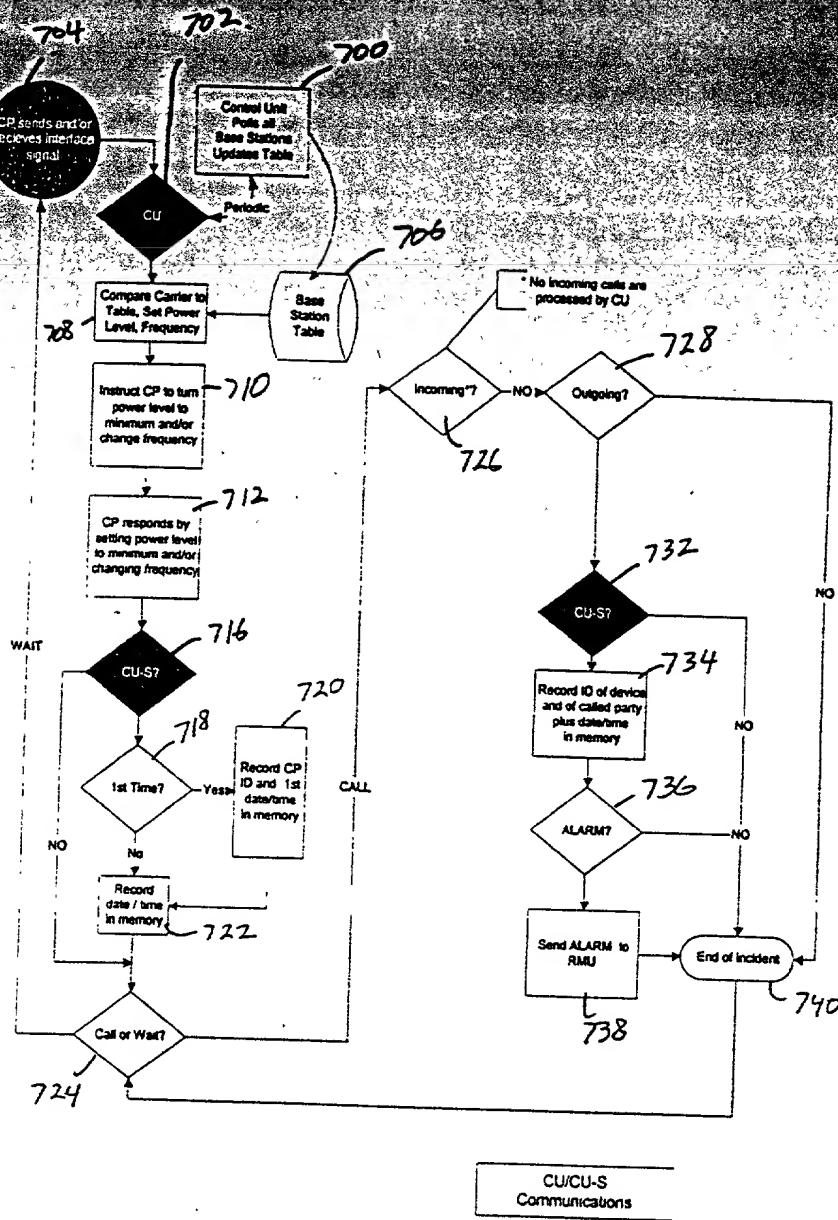 704
702
700
CP sends and/or
recieves interface
signal
Control Unit
Polls all
Base Stations
Updates Table
CU
Periodic
706
Base
Station
Table
Compare Carrier to
Table, Set Power
Level, Frequency
708
No incoming calls are
processed by CU
728
Instruct CP to turn
power level to
minimum and/or
change frequency
710
Incoming*?
NO
Outgoing?
726
712
CP responds by
setting power level
to minimum and/or
changing frequency
732
CU-S?
NO
WAIT
716
CU-S?
734
Record ID of device
and of called party
plus date/time
in memory
NO
720
718
1st Time?
Yes
Record CP
ID and 1st
date/time
in memory
CALL
736
ALARM?
NO
NO
No
Record
date / time
in memory
722
Send ALARM to
RMU
738
End of incident
740
Call or Wait?
724
CU/CU-S
Communications